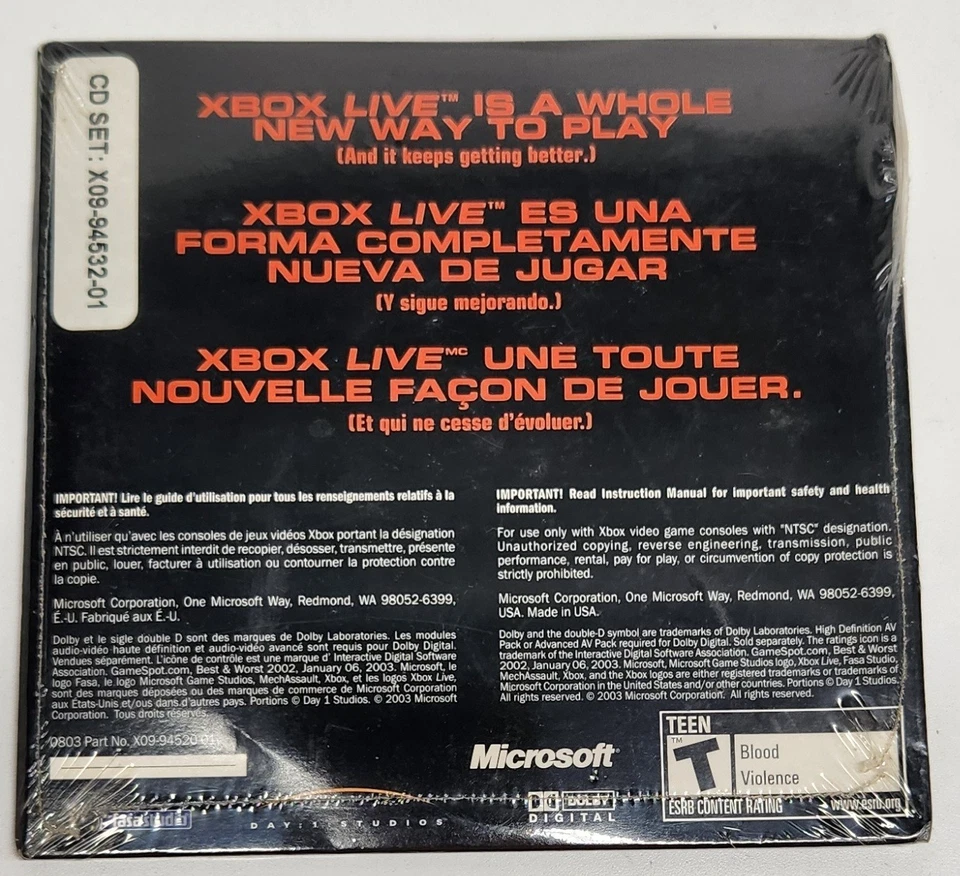 CD SET: X09-94532-01
XBOX LIVE™ IS A WHOLE
NEW WAY TO PLAY
(And it keeps getting better.)
XBOX LIVE™ ES UNA
FORMA COMPLETAMENTE
NUEVA DE JUGAR
(Y sigue mejorando.)
XBOX LIVE MC UNE TOUTE
NOUVELLE FAÇON DE JOUER.
(Et qui ne cesse d'évoluer.)
IMPORTANT! Lire le guide d'utilisation pour tous les renseignements relatifs à la
sécurité et à santé.
À n'utiliser qu'avec les consoles de jeux vidéos Xbox portant la désignation
NTSC. Il est strictement interdit de recopier, désosser, transmettre, présente
en public, louer, facturer à utilisation ou contourner la protection contre
la copie.
Microsoft Corporation, One Microsoft Way, Redmond, WA 98052-6399,
É.-U. Fabriqué aux É.-U.
Dolby et le sigle double D sont des marques de Dolby Laboratories. Les modules
audio-vidéo haute définition et audio-vidéo avancé sont requis pour Dolby Digital.
Vendues séparément. L'icône de contrôle est une marque d' Interactive Digital Software
Association. GameSpot.com, Best & Worst 2002, January 06, 2003. Microsoft, le
logo Fasa, le logo Microsoft Game Studios, MechAssault, Xbox, et les logos Xbox Live,
sont des marques déposées ou des marques de commerce de Microsoft Corporation
aux États-Unis et/ous dans d'autres pays. Portions © Day 1 Studios. © 2003 Microsoft
Corporation. Tous droits réservés.
0803 Part No. X09-94520-01
IMPORTANT! Read Instruction Manual for important safety and health
information.
For use only with Xbox video game consoles with "NTSC" designation.
Unauthorized copying, reverse engineering, transmission, public
performance, rental, pay for play, or circumvention of copy protection is
strictly prohibited.
Microsoft Corporation, One Microsoft Way, Redmond, WA 98052-6399,
USA. Made in USA.
Dolby and the double-D symbol are trademarks of Dolby Laboratories. High Definition AV
Pack or Advanced AV Pack required for Dolby Digital. Sold separately. The ratings icon is a
trademark of the Interactive Digital Software Association. GameSpot.com, Best & Worst
2002, January 06, 2003. Microsoft, Microsoft Game Studios logo, Xbox Live, Fasa Studio,
MechAssault, Xbox, and the Xbox logos are either registered trademarks or trademarks of
Microsoft Corporation in the United States and/or other countries. Portions © Day 1 Studios.
© 2003 Microsoft Corporation. All rights reserved.
Microsoft®
TEEN
T™
Blood
Violence
ESRB CONTENT RATING www.esrb.org
fasa studio
DAY:1 STUDIOS
DOLBY
DIGITAL